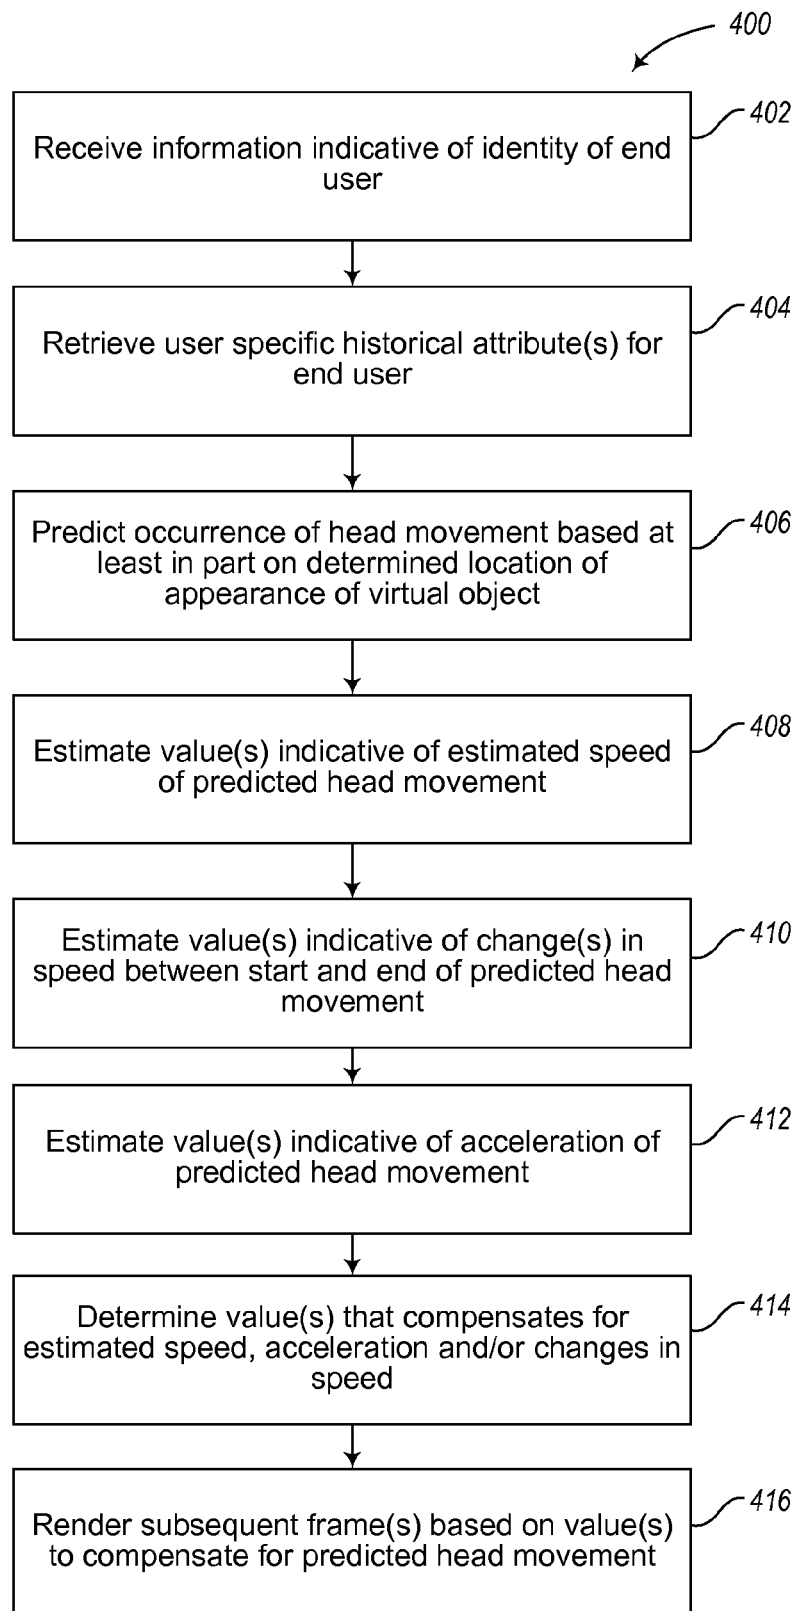 400
402
Receive information indicative of identity of end
user
404
Retrieve user specific historical attribute(s) for
end user
406
Predict occurrence of head movement based at
least in part on determined location of
appearance of virtual object
408
Estimate value(s) indicative of estimated speed
of predicted head movement
410
Estimate value(s) indicative of change(s) in
speed between start and end of predicted head
movement
412
Estimate value(s) indicative of acceleration of
predicted head movement
414
Determine value(s) that compensates for
estimated speed, acceleration and/or changes in
speed
416
Render subsequent frame(s) based on value(s)
to compensate for predicted head movement